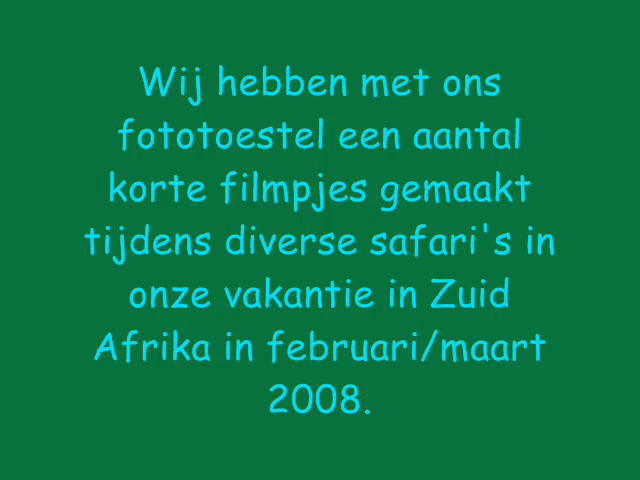 Wij hebben met ons
fototoestel een aantal
korte filmpjes gemaakt
tijdens diverse safari's in
onze vakantie in Zuid
Afrika in februari/maart
2008.